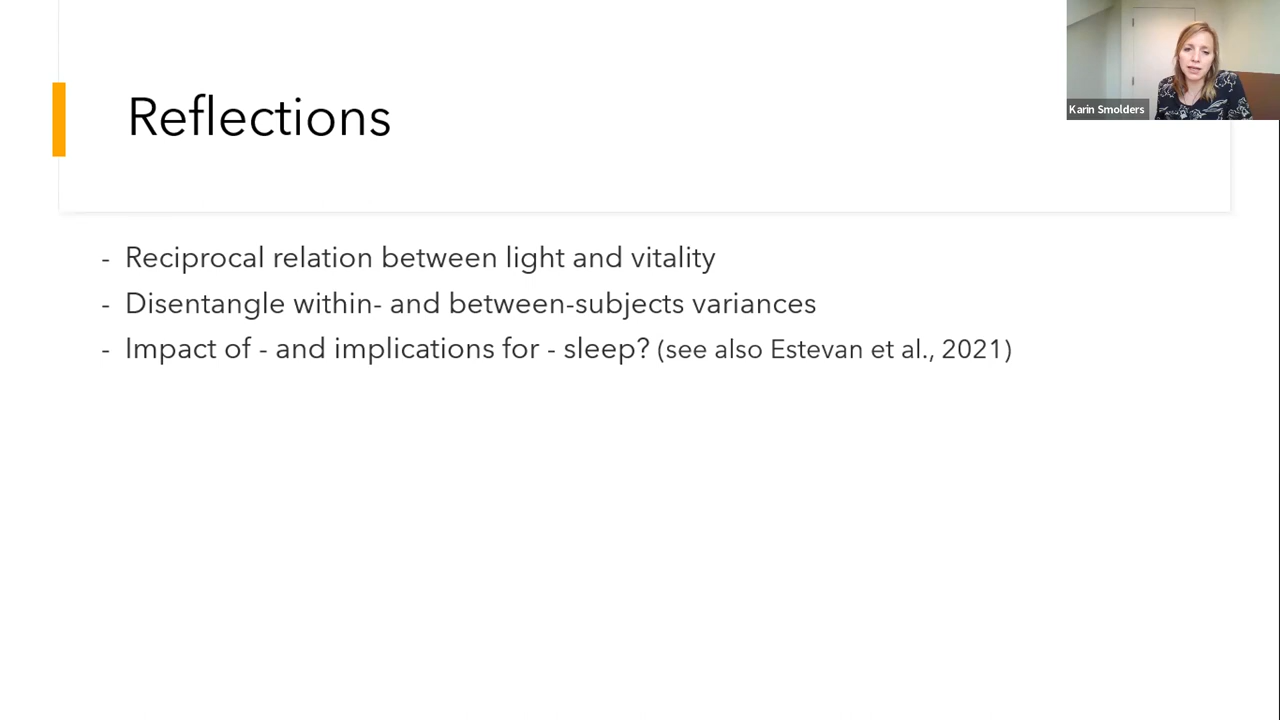 Karin Smolders
Reflections
- Reciprocal relation between light and vitality
- Disentangle within- and between-subjects variances
- Impact of - and implications for - sleep? (see also Estevan et al., 2021)